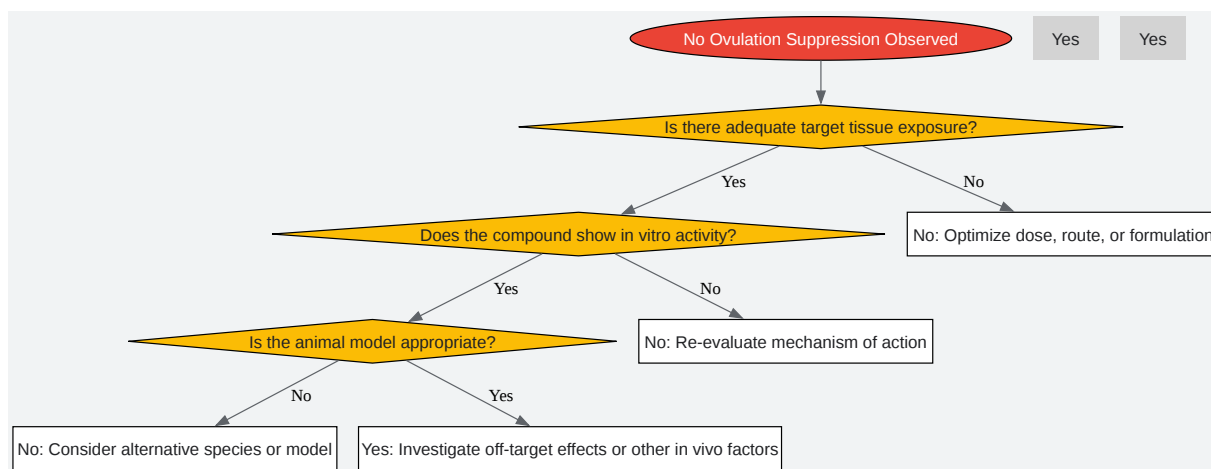 No Ovulation Suppression Observed
Yes
Yes
Is there adequate target tissue exposure?
Yes
No
Does the compound show in vitro activity?
No: Optimize dose, route, or formulation
Yes
No
Is the animal model appropriate?
No: Re-evaluate mechanism of action
No
Yes
No: Consider alternative species or model
Yes: Investigate off-target effects or other in vivo factors